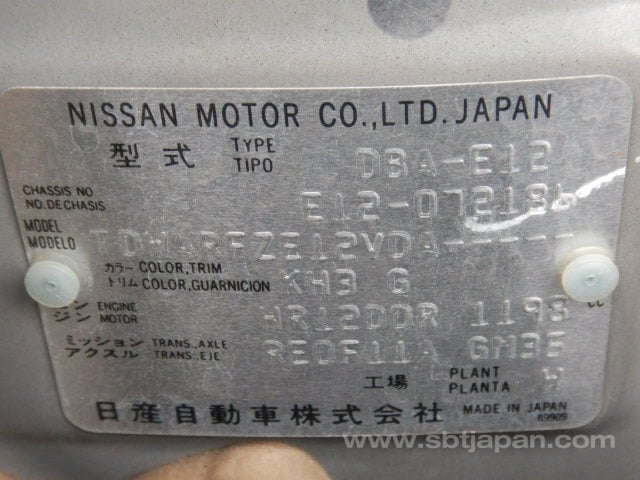 NISSAN MOTOR CO.,LTD. JAPAN
型式 TYPE TIPO DBA-E12
CHASSIS NO. NO. DE CHASIS E12-072186
MODEL MODELO FDWARFZE12VDA-----
カラー COLOR,TRIM トリム COLOR,GUARNICION KH3 G
ン ENGINE ジン MOTOR HR12DDR 1198 cc
ミッション TRANS., AXLE アクスル TRANS., EJE RE0F11A GM35
工場 PLANT PLANTA W
日産自動車株式会社 MADE IN JAPAN
89909
www.sbtjapan.com